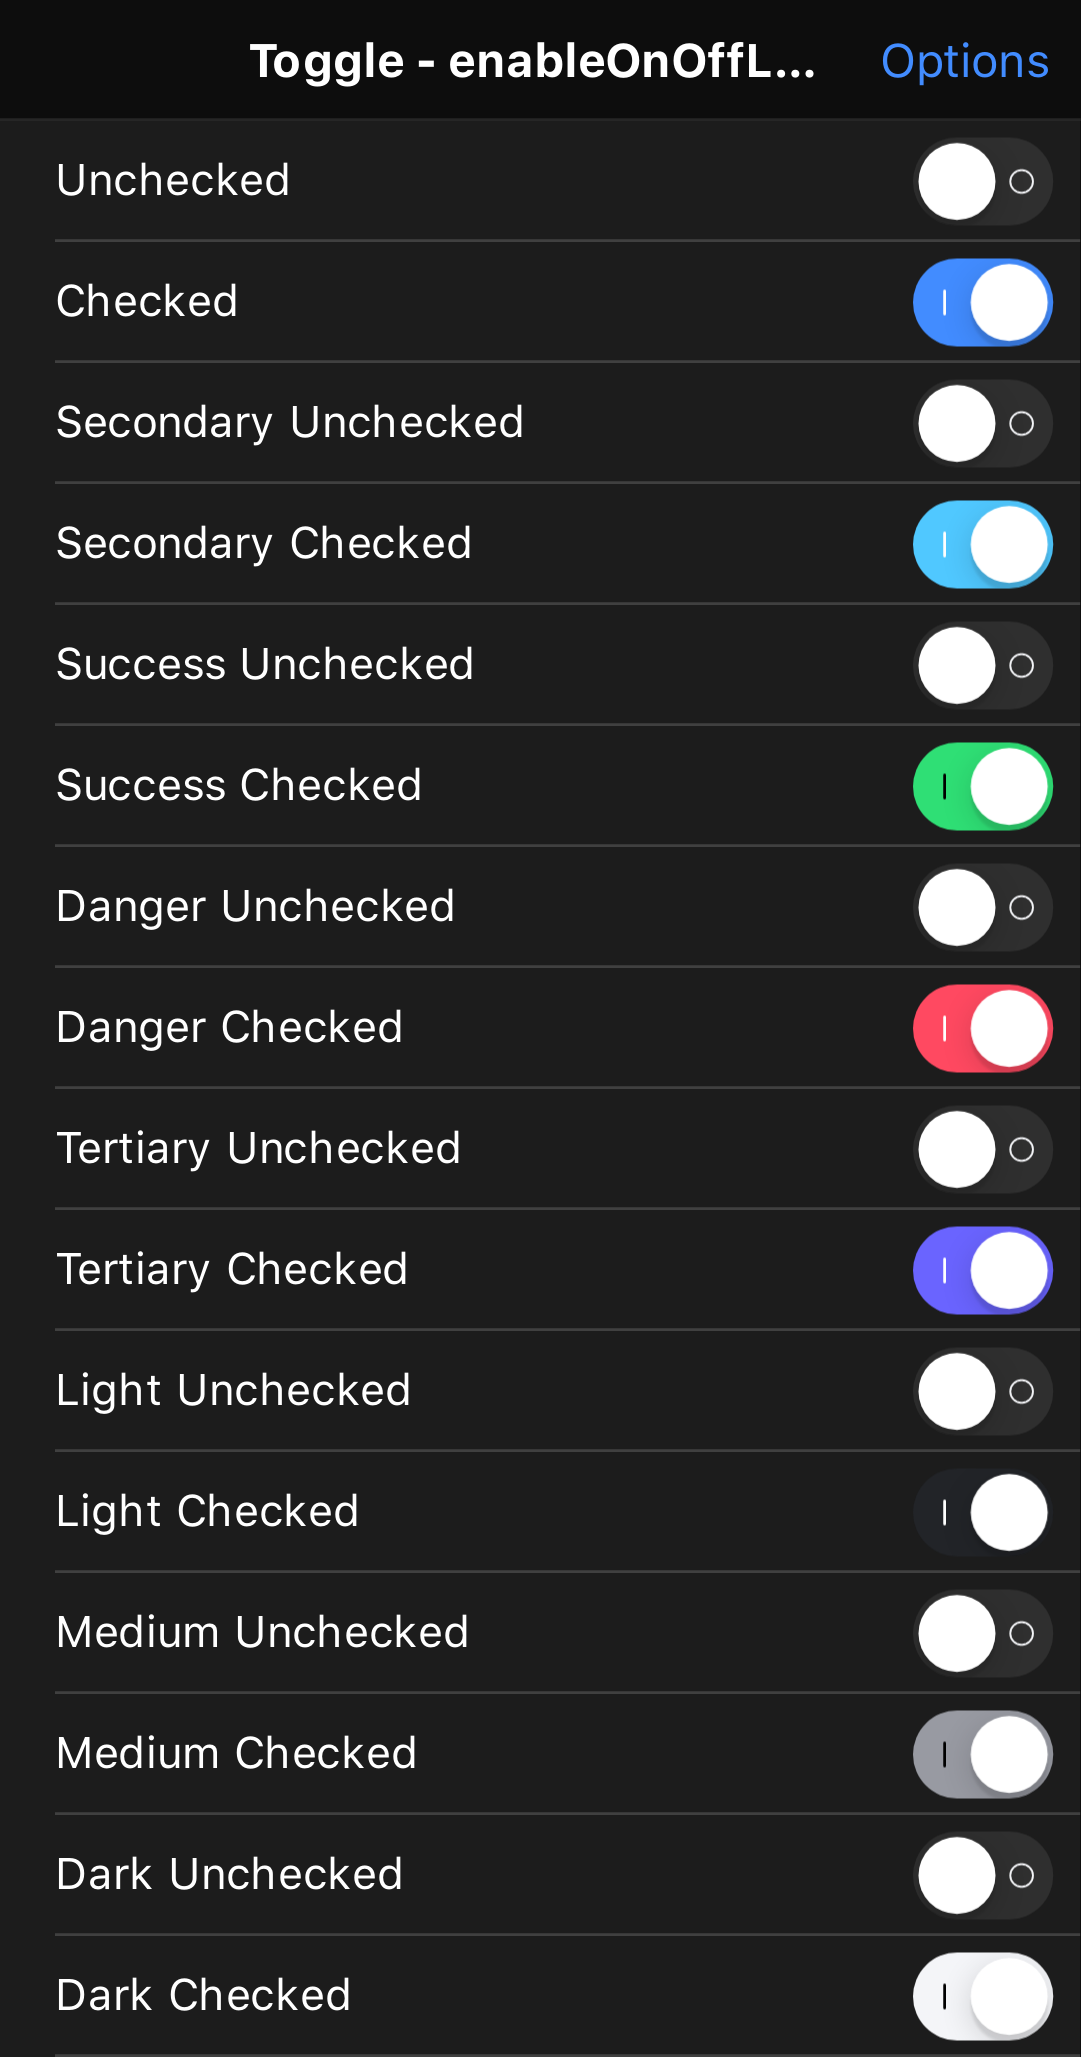 Toggle - enableOnOffL...
Options
Unchecked
Checked
Secondary Unchecked
Secondary Checked
Success Unchecked
Success Checked
Danger Unchecked
Danger Checked
Tertiary Unchecked
Tertiary Checked
Light Unchecked
Light Checked
Medium Unchecked
Medium Checked
Dark Unchecked
Dark Checked